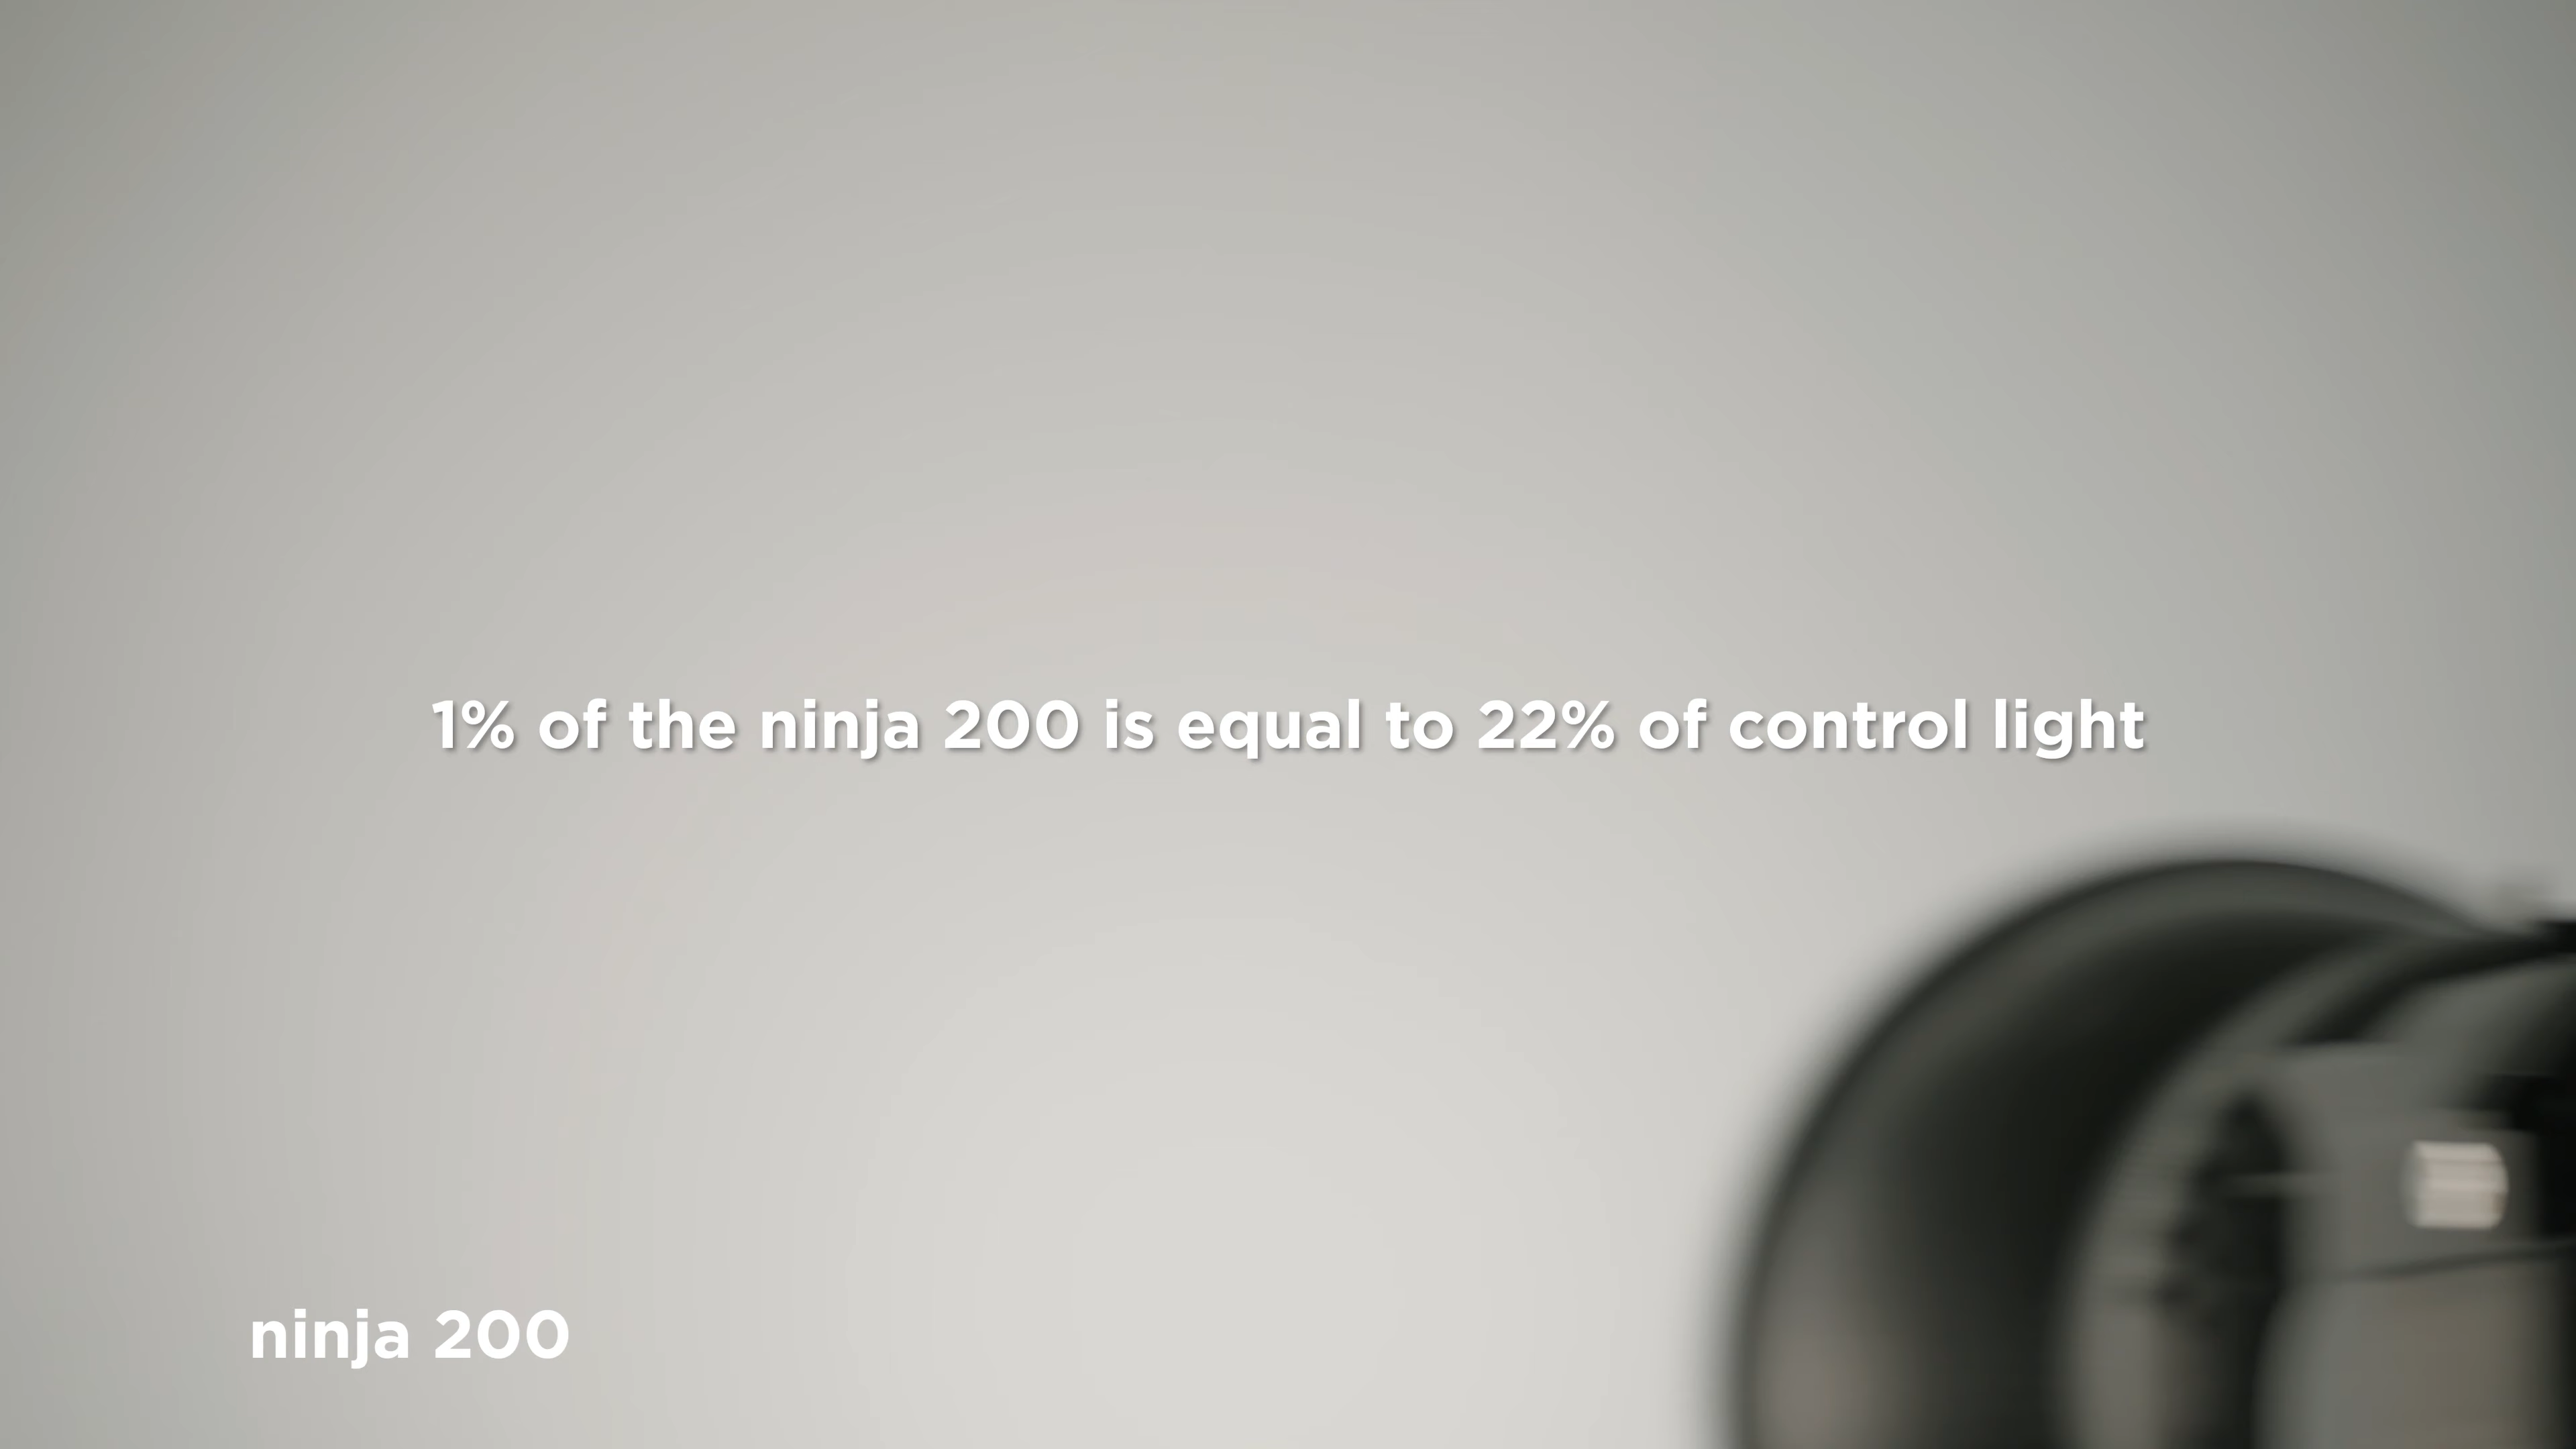 1% of the ninja 200 is equal to 22% of control light
ninja 200